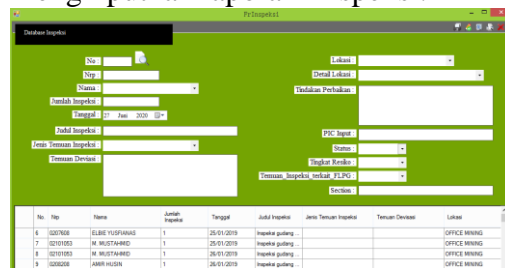 FrInspeksi
Database Inspeksi
No :
Nrp :
Nama :
Jumlah Inspeksi :
Tanggal : 27 Juni 2020
Judul Inspeksi :
Jenis Temuan Inspeksi :
Temuan Deviasi :
Lokasi :
Detail Lokasi :
Tindakan Perbaikan :
PIC Input :
Status :
Tingkat Resiko :
Temuan_Inspeksi_terkait_FLPG :
Section :
No. Nrp Nama Jumlah Inspeksi Tanggal Judul Inspeksi Jenis Temuan Inspeksi Temuan Deviasi Lokasi
6 0207608 ELBIE YUSFIANAS 1 25/01/2019 Inspeksi gudang ... OFFICE MINING
7 02101053 M. MUSTAHMID 1 25/01/2019 Inspeksi gudang ... OFFICE MINING
8 02101053 M. MUSTAHMID 1 26/01/2019 Inspeksi gudang ... OFFICE MINING
9 0208208 AMIR HUSIN 1 26/01/2019 Inspeksi gudang ... OFFICE MINING